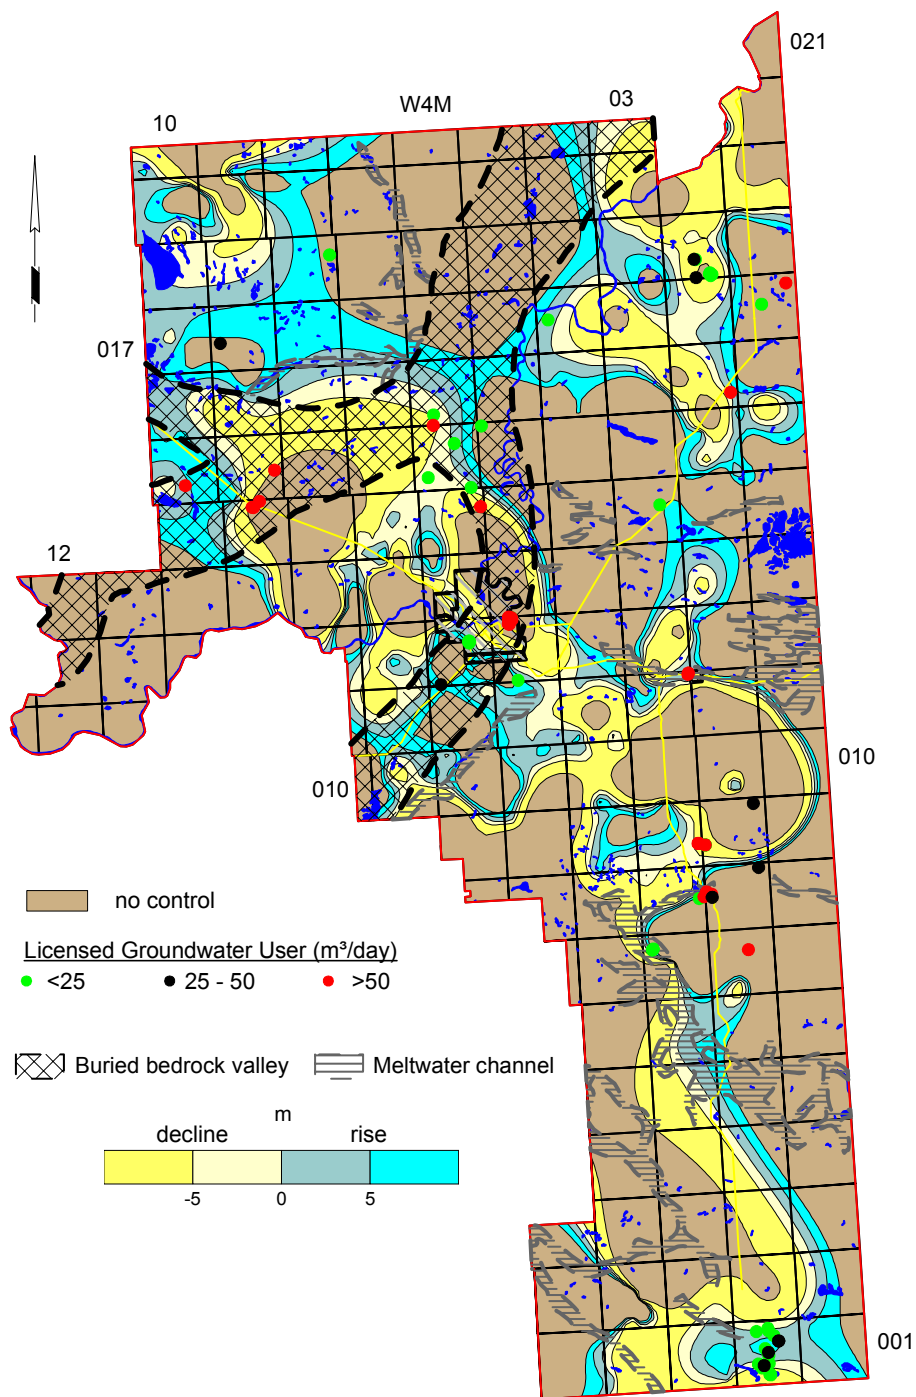 021
W4M
03
10
017
12
010
010
no control
Licensed Groundwater User (m³/day)
<25
25 - 50
>50
Buried bedrock valley
Meltwater channel
m
decline
rise
-5
0
5
001